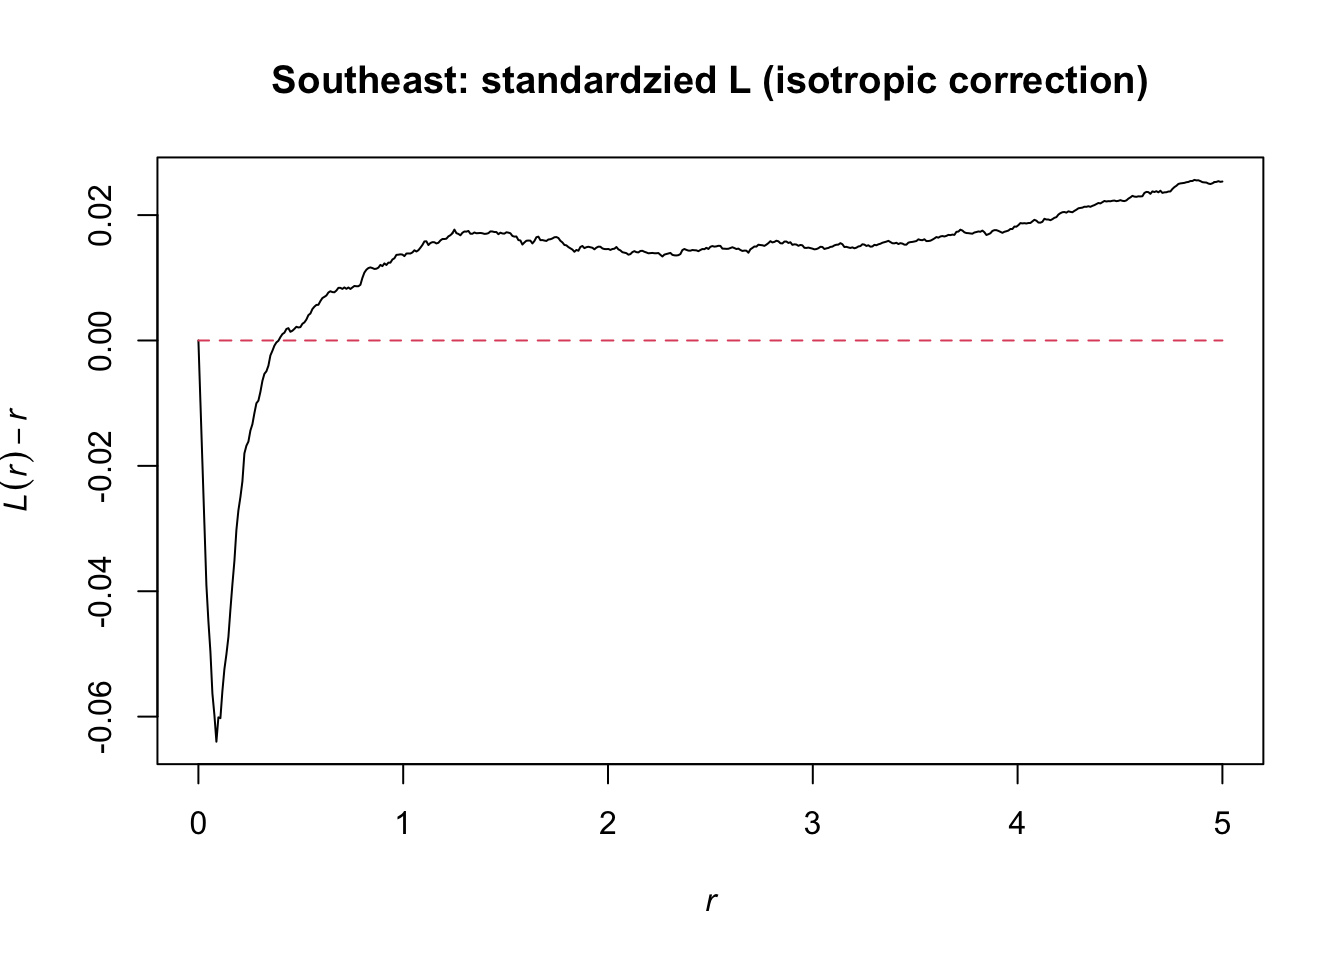 Southeast: standardzied L (isotropic correction)
0.02
0.00
-0.02
-0.04
-0.06
L(r) − r
0 1 2 3 4 5
r